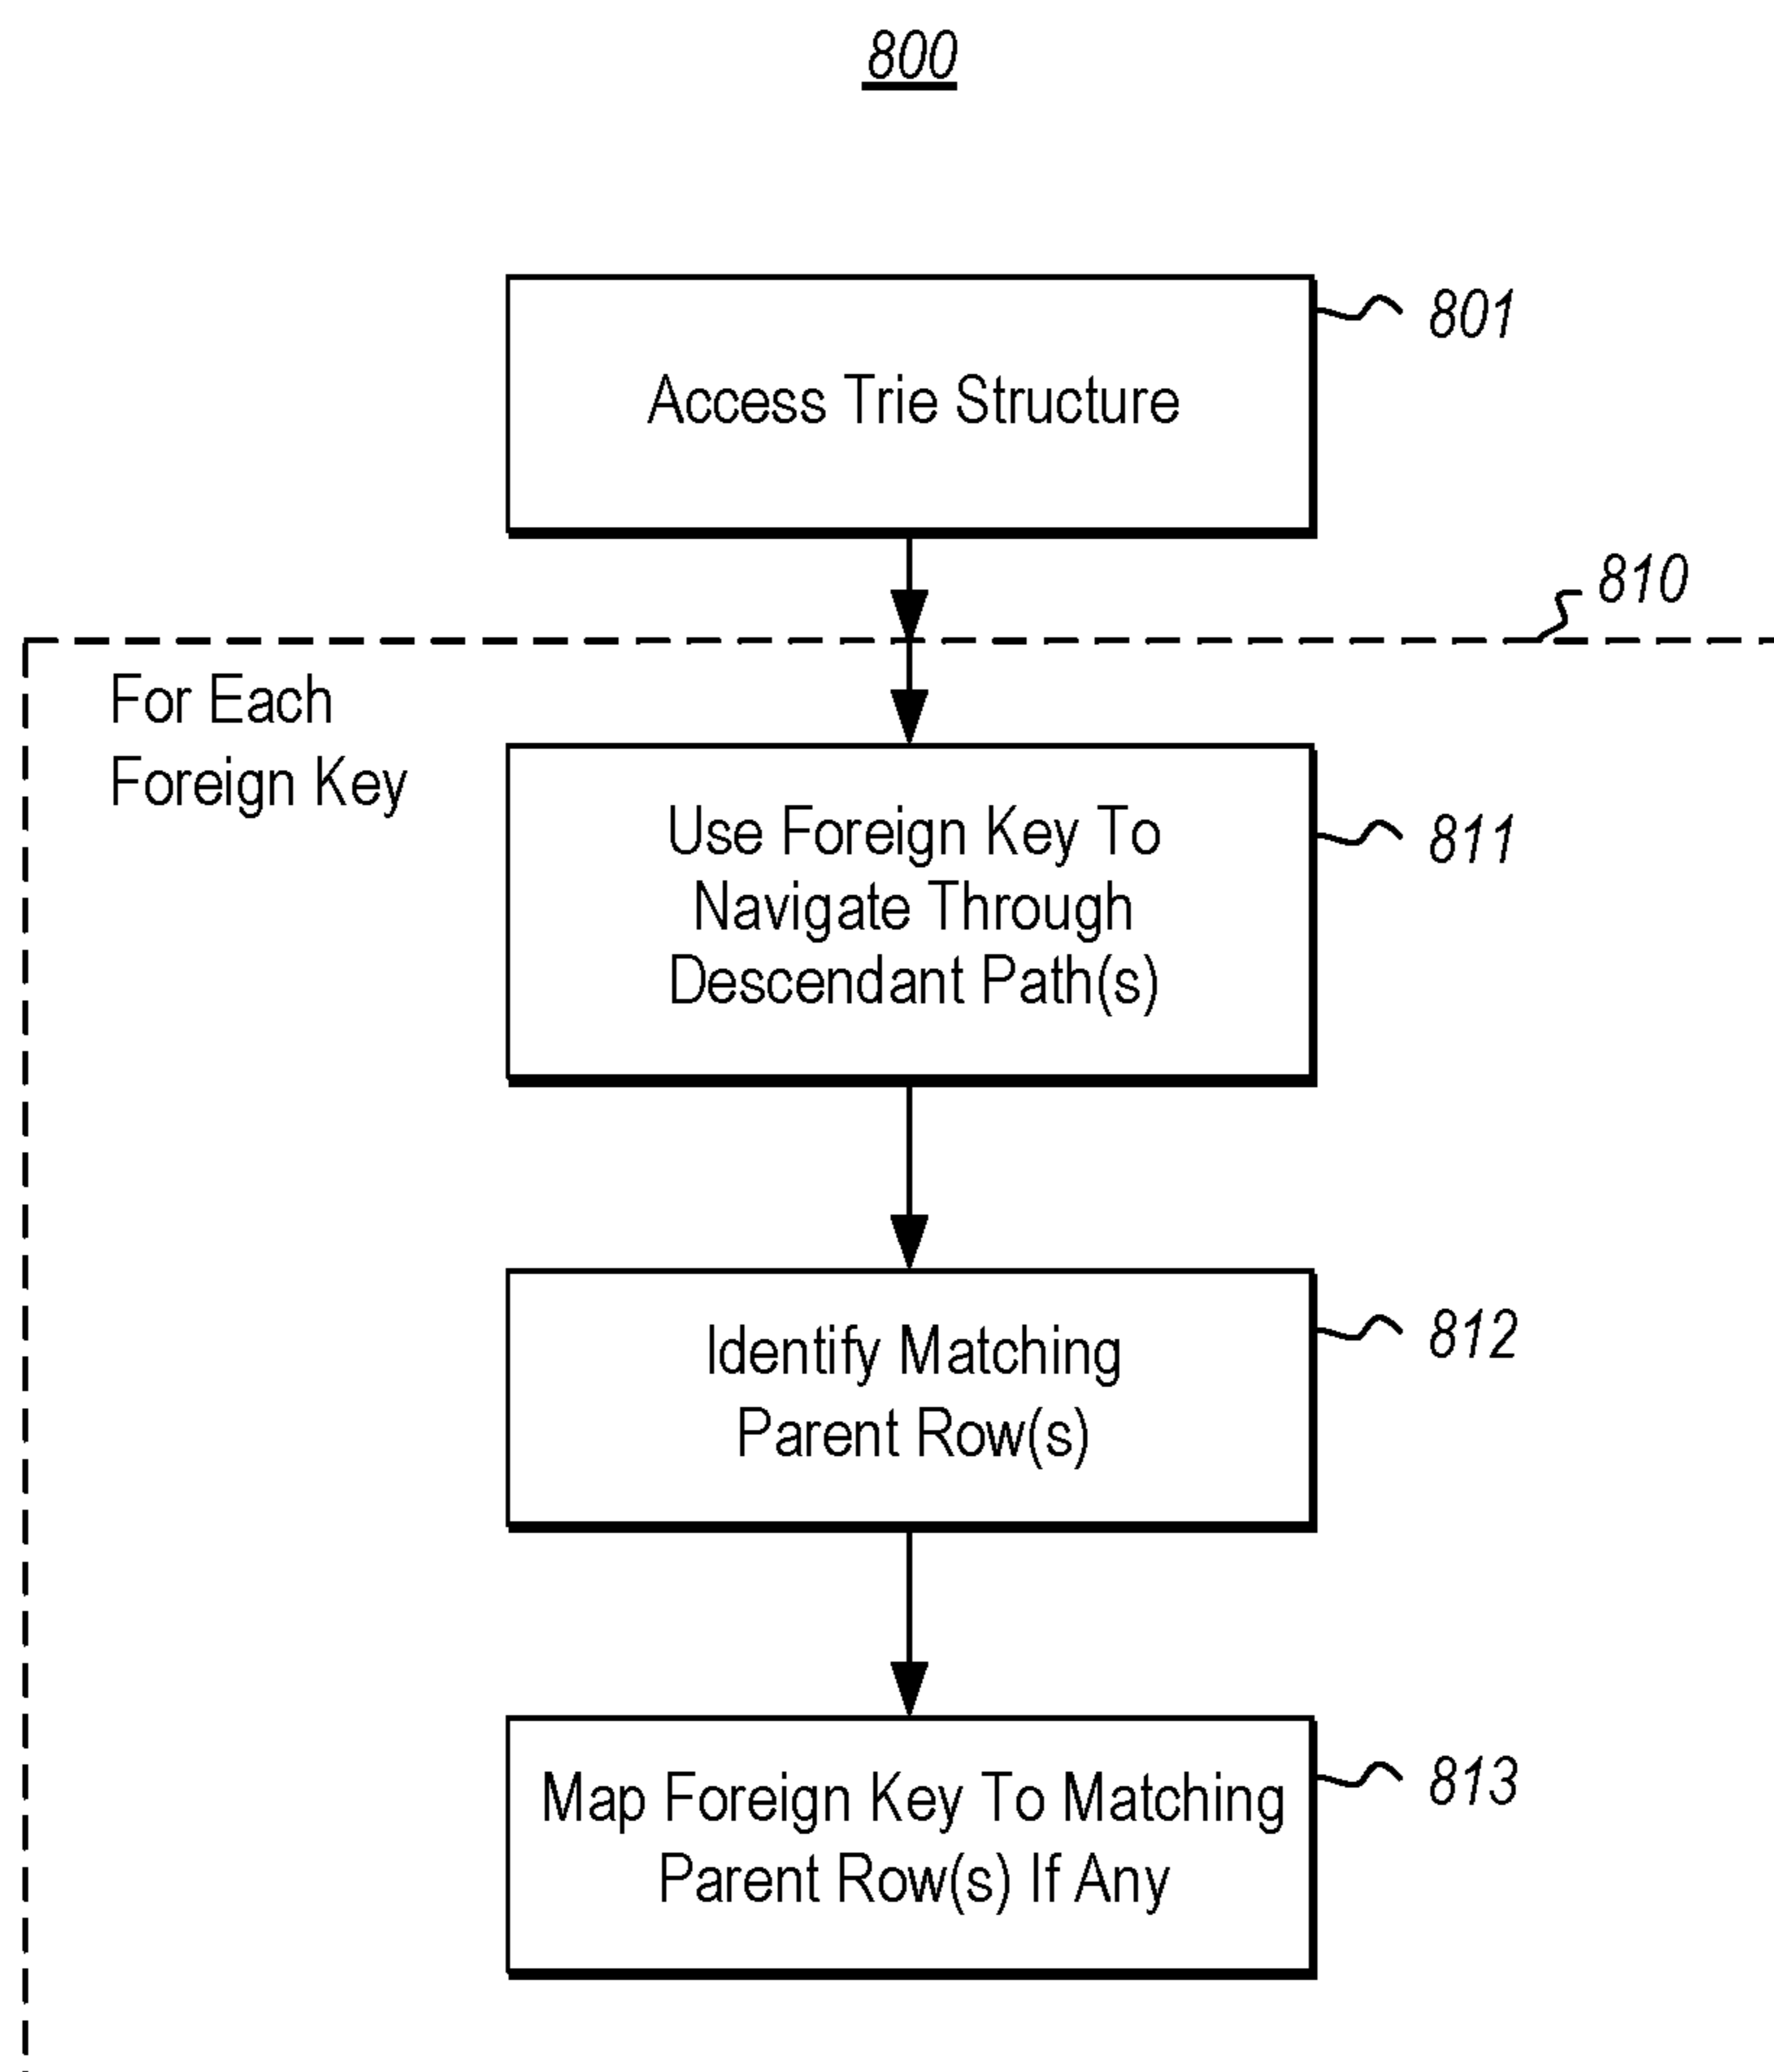 800
Access Trie Structure
801
810
For Each
Foreign Key
Use Foreign Key To
Navigate Through
Descendant Path(s)
811
Identify Matching
Parent Row(s)
812
Map Foreign Key To Matching
Parent Row(s) If Any
813